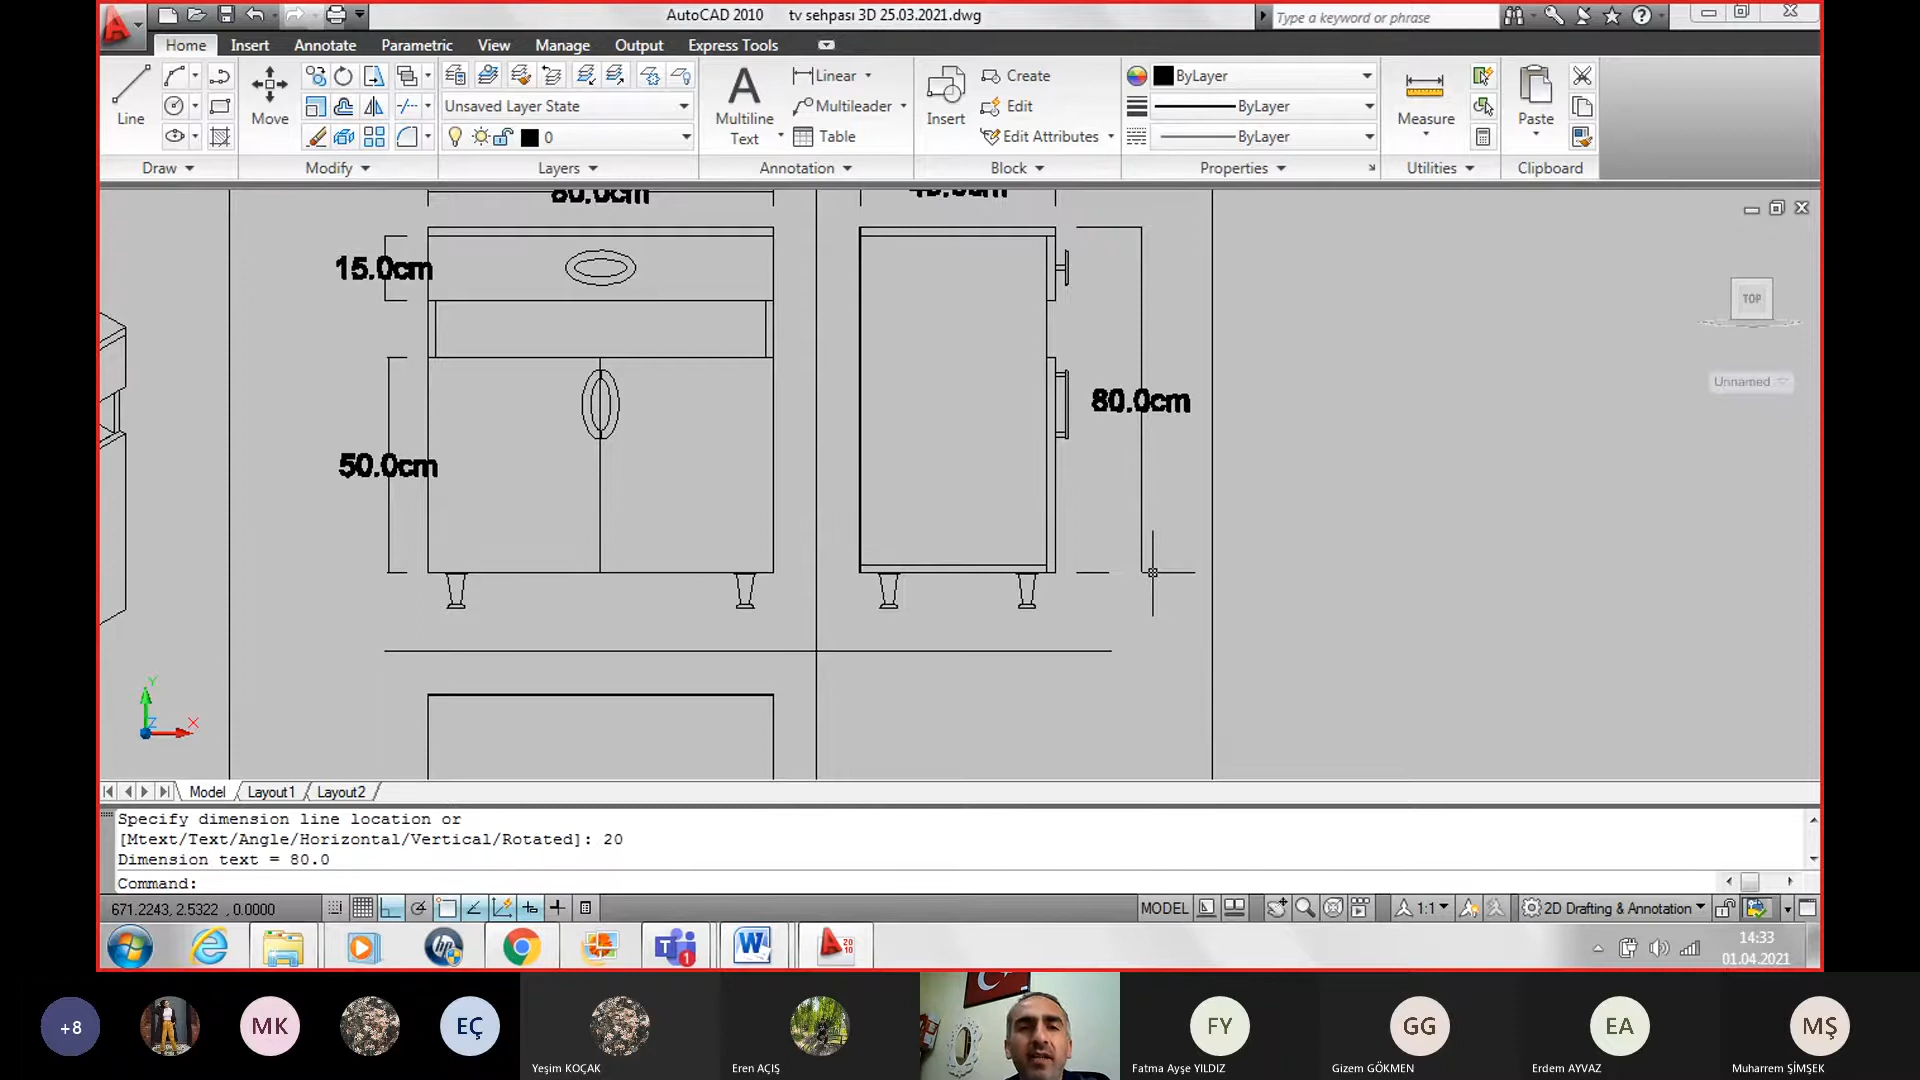 AutoCAD 2010 tv sehpası 3D 25.03.2021.dwg
Type a keyword or phrase
Home Insert Annotate Parametric View Manage Output Express Tools
Line
Move
Unsaved Layer State
0
Multiline
Text
Linear
Multileader
Table
Insert
Create
Edit
Edit Attributes
ByLayer
ByLayer
ByLayer
Measure
Paste
Draw Modify Layers Annotation Block Properties Utilities Clipboard
80.0cm
15.0cm
50.0cm
80.0cm
TOP
Unnamed
Y
Z
X
Model Layout1 Layout2
Specify dimension line location or
[Mtext/Text/Angle/Horizontal/Vertical/Rotated]: 20
Dimension text = 80.0
Command:
671.2243, 2.5322 , 0.0000
MODEL
1:1
2D Drafting & Annotation
14:33
01.04.2021
+8
MK
EÇ
FY
GG
EA
MŞ
Yeşim KOÇAK
Eren AÇIŞ
Fatma Ayşe YILDIZ
Gizem GÖKMEN
Erdem AYVAZ
Muharrem ŞİMŞEK